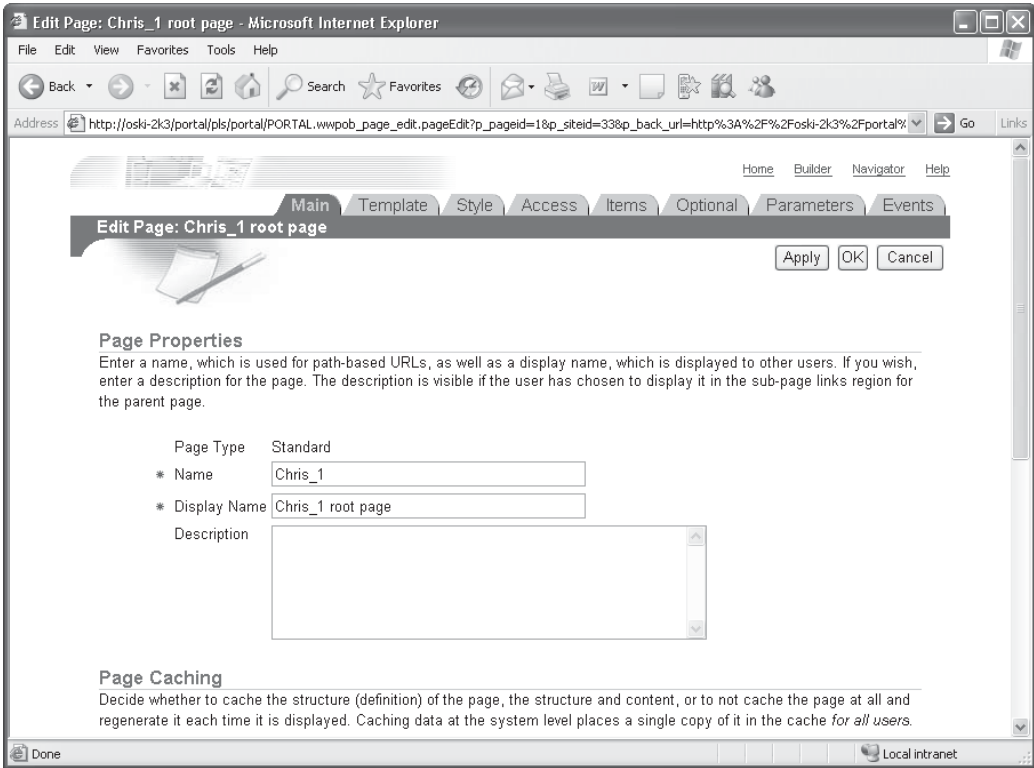 Edit Page: Chris_1 root page - Microsoft Internet Explorer
File Edit View Favorites Tools Help
Back Search Favorites
Address http://oski-2k3/portal/pls/portal/PORTAL.wwpob_page_edit.pageEdit?p_pageid=1&p_siteid=33&p_back_url=http%3A%2F%2Foski-2k3%2Fportal% Go Links
Home Builder Navigator Help
Main Template Style Access Items Optional Parameters Events
Edit Page: Chris_1 root page
Apply OK Cancel
Page Properties
Enter a name, which is used for path-based URLs, as well as a display name, which is displayed to other users. If you wish,
enter a description for the page. The description is visible if the user has chosen to display it in the sub-page links region for
the parent page.
Page Type Standard
* Name Chris_1
* Display Name Chris_1 root page
Description
Page Caching
Decide whether to cache the structure (definition) of the page, the structure and content, or to not cache the page at all and
regenerate it each time it is displayed. Caching data at the system level places a single copy of it in the cache for all users.
Done Local intranet